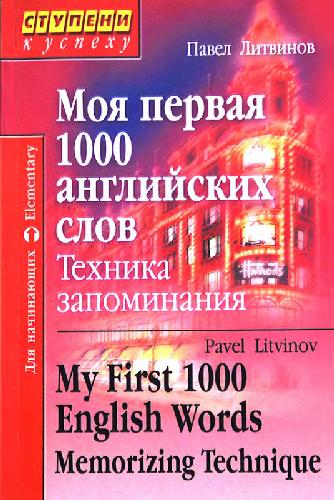 СТУПЕНИ
к успеху
Павел Литвинов
Моя первая
1000
английских
слов
Техника
запоминания
Для начинающих Elementary
Harrods
Pavel Litvinov
My First 1000
English Words
Memorizing Technique